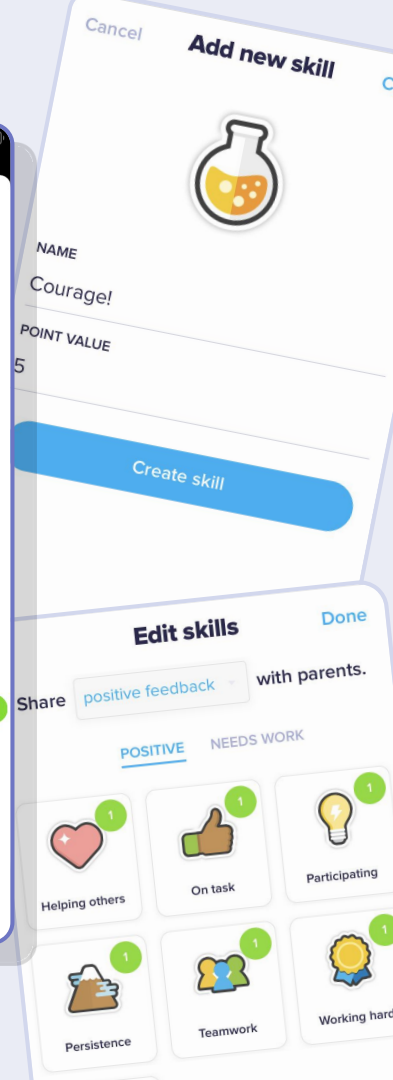 Cancel
Add new skill
C
NAME
Courage!
POINT VALUE
5
Create skill
Edit skills
Done
Share positive feedback with parents.
POSITIVE NEEDS WORK
1 1 1
Helping others On task Participating
1 1 1
Persistence Teamwork Working hard